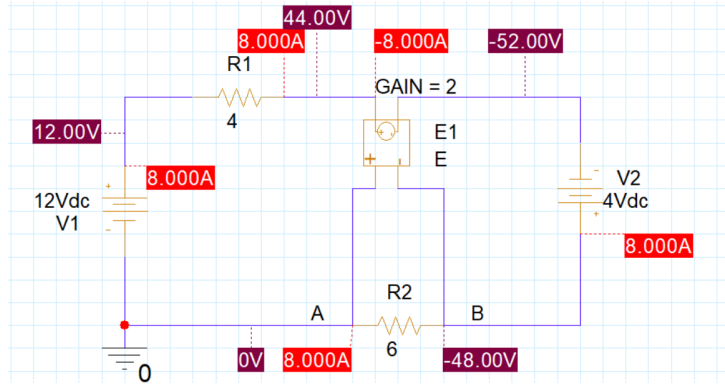 44.00V
8.000A
-8.000A
-52.00V
R1
GAIN = 2
4
12.00V
E1
E
8.000A
V2
12Vdc
4Vdc
V1
8.000A
R2
A
B
6
0V
8.000A
-48.00V
0